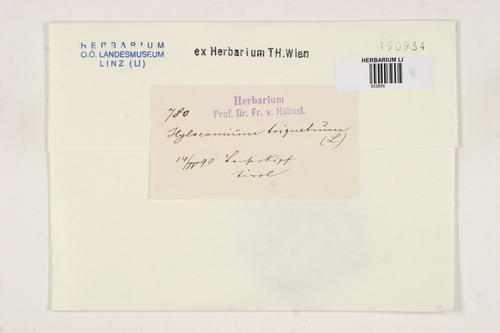 HERBARIUM
O.Ö. LANDESMUSEUM
LINZ (LI)
ex Herbarium TH.Wien
190934
HERBARIUM LI
953856
Herbarium
Prof. Dr. Fr. v. Höhnel.
780
Hylocomium triquetrum
(L.)
14/ 90
Tirol